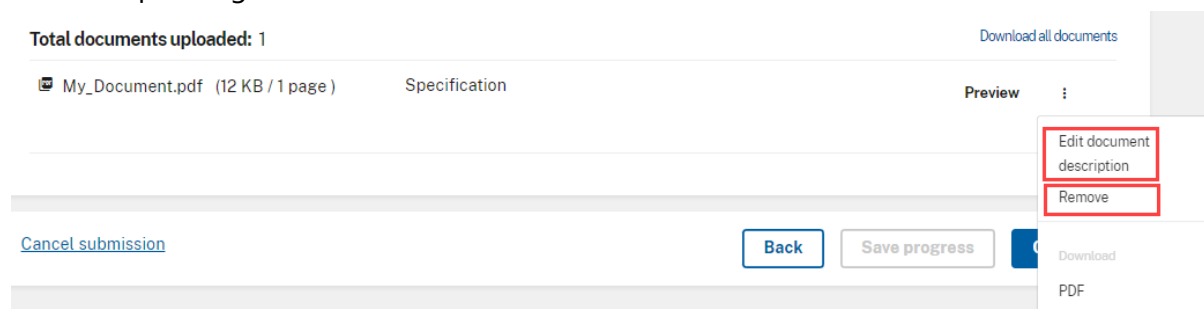 Total documents uploaded: 1
Download all documents
My_Document.pdf (12 KB / 1 page )
Specification
Preview
Edit document
description
Remove
Cancel submission
Back
Save progress
Download
PDF